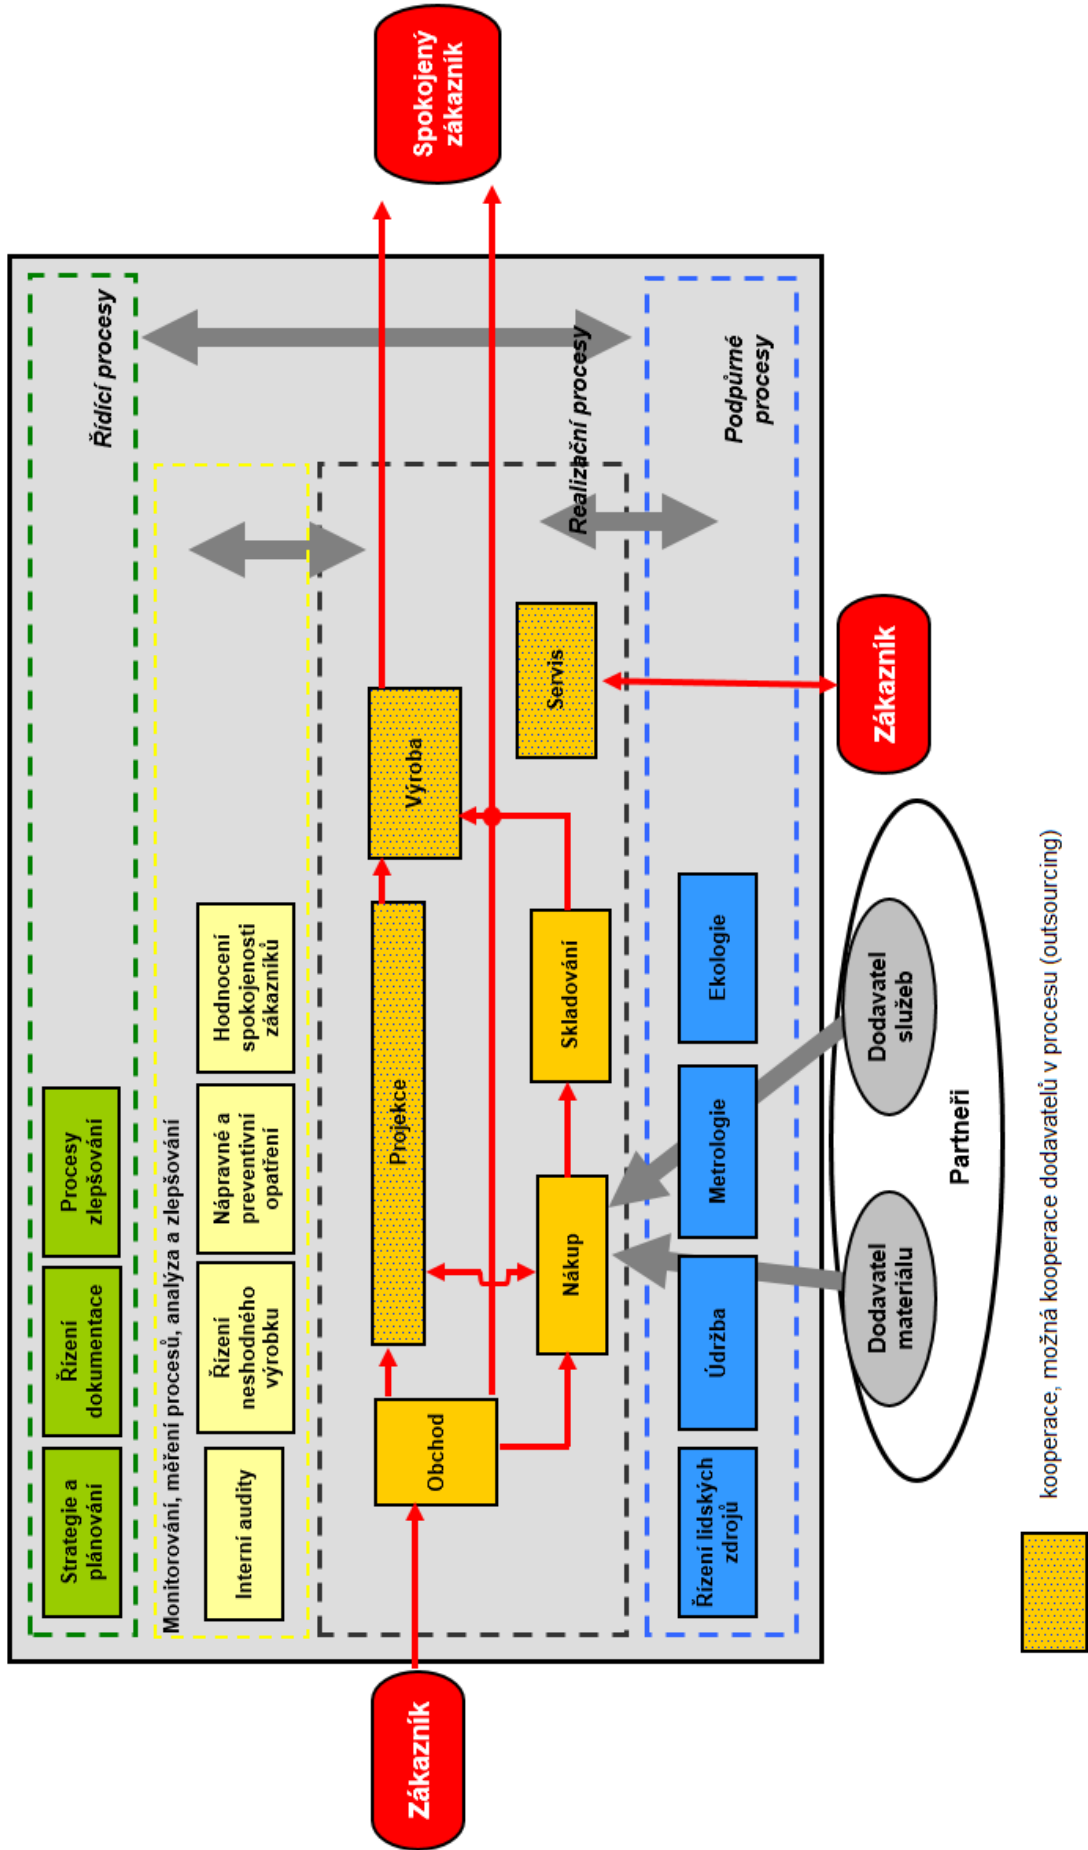 Řídící procesy
Strategie a
plánování
Řízení
dokumentace
Procesy
zlepšování
Monitorování, měření procesů, analýza a zlepšování
Interní audity
Řízení
neshodného
výrobku
Nápravné a
preventivní
opatření
Hodnocení
spokojenosti
zákazníků
Zákazník
Obchod
Projekce
Výroba
Spokojený
zákazník
Nákup
Skladování
Servis
Realizační procesy
Řízení lidských
zdrojů
Údržba
Metrologie
Ekologie
Podpůrné
procesy
Dodavatel
materiálu
Dodavatel
služeb
Partneři
Zákazník
kooperace, možná kooperace dodavatelů v procesu (outsourcing)